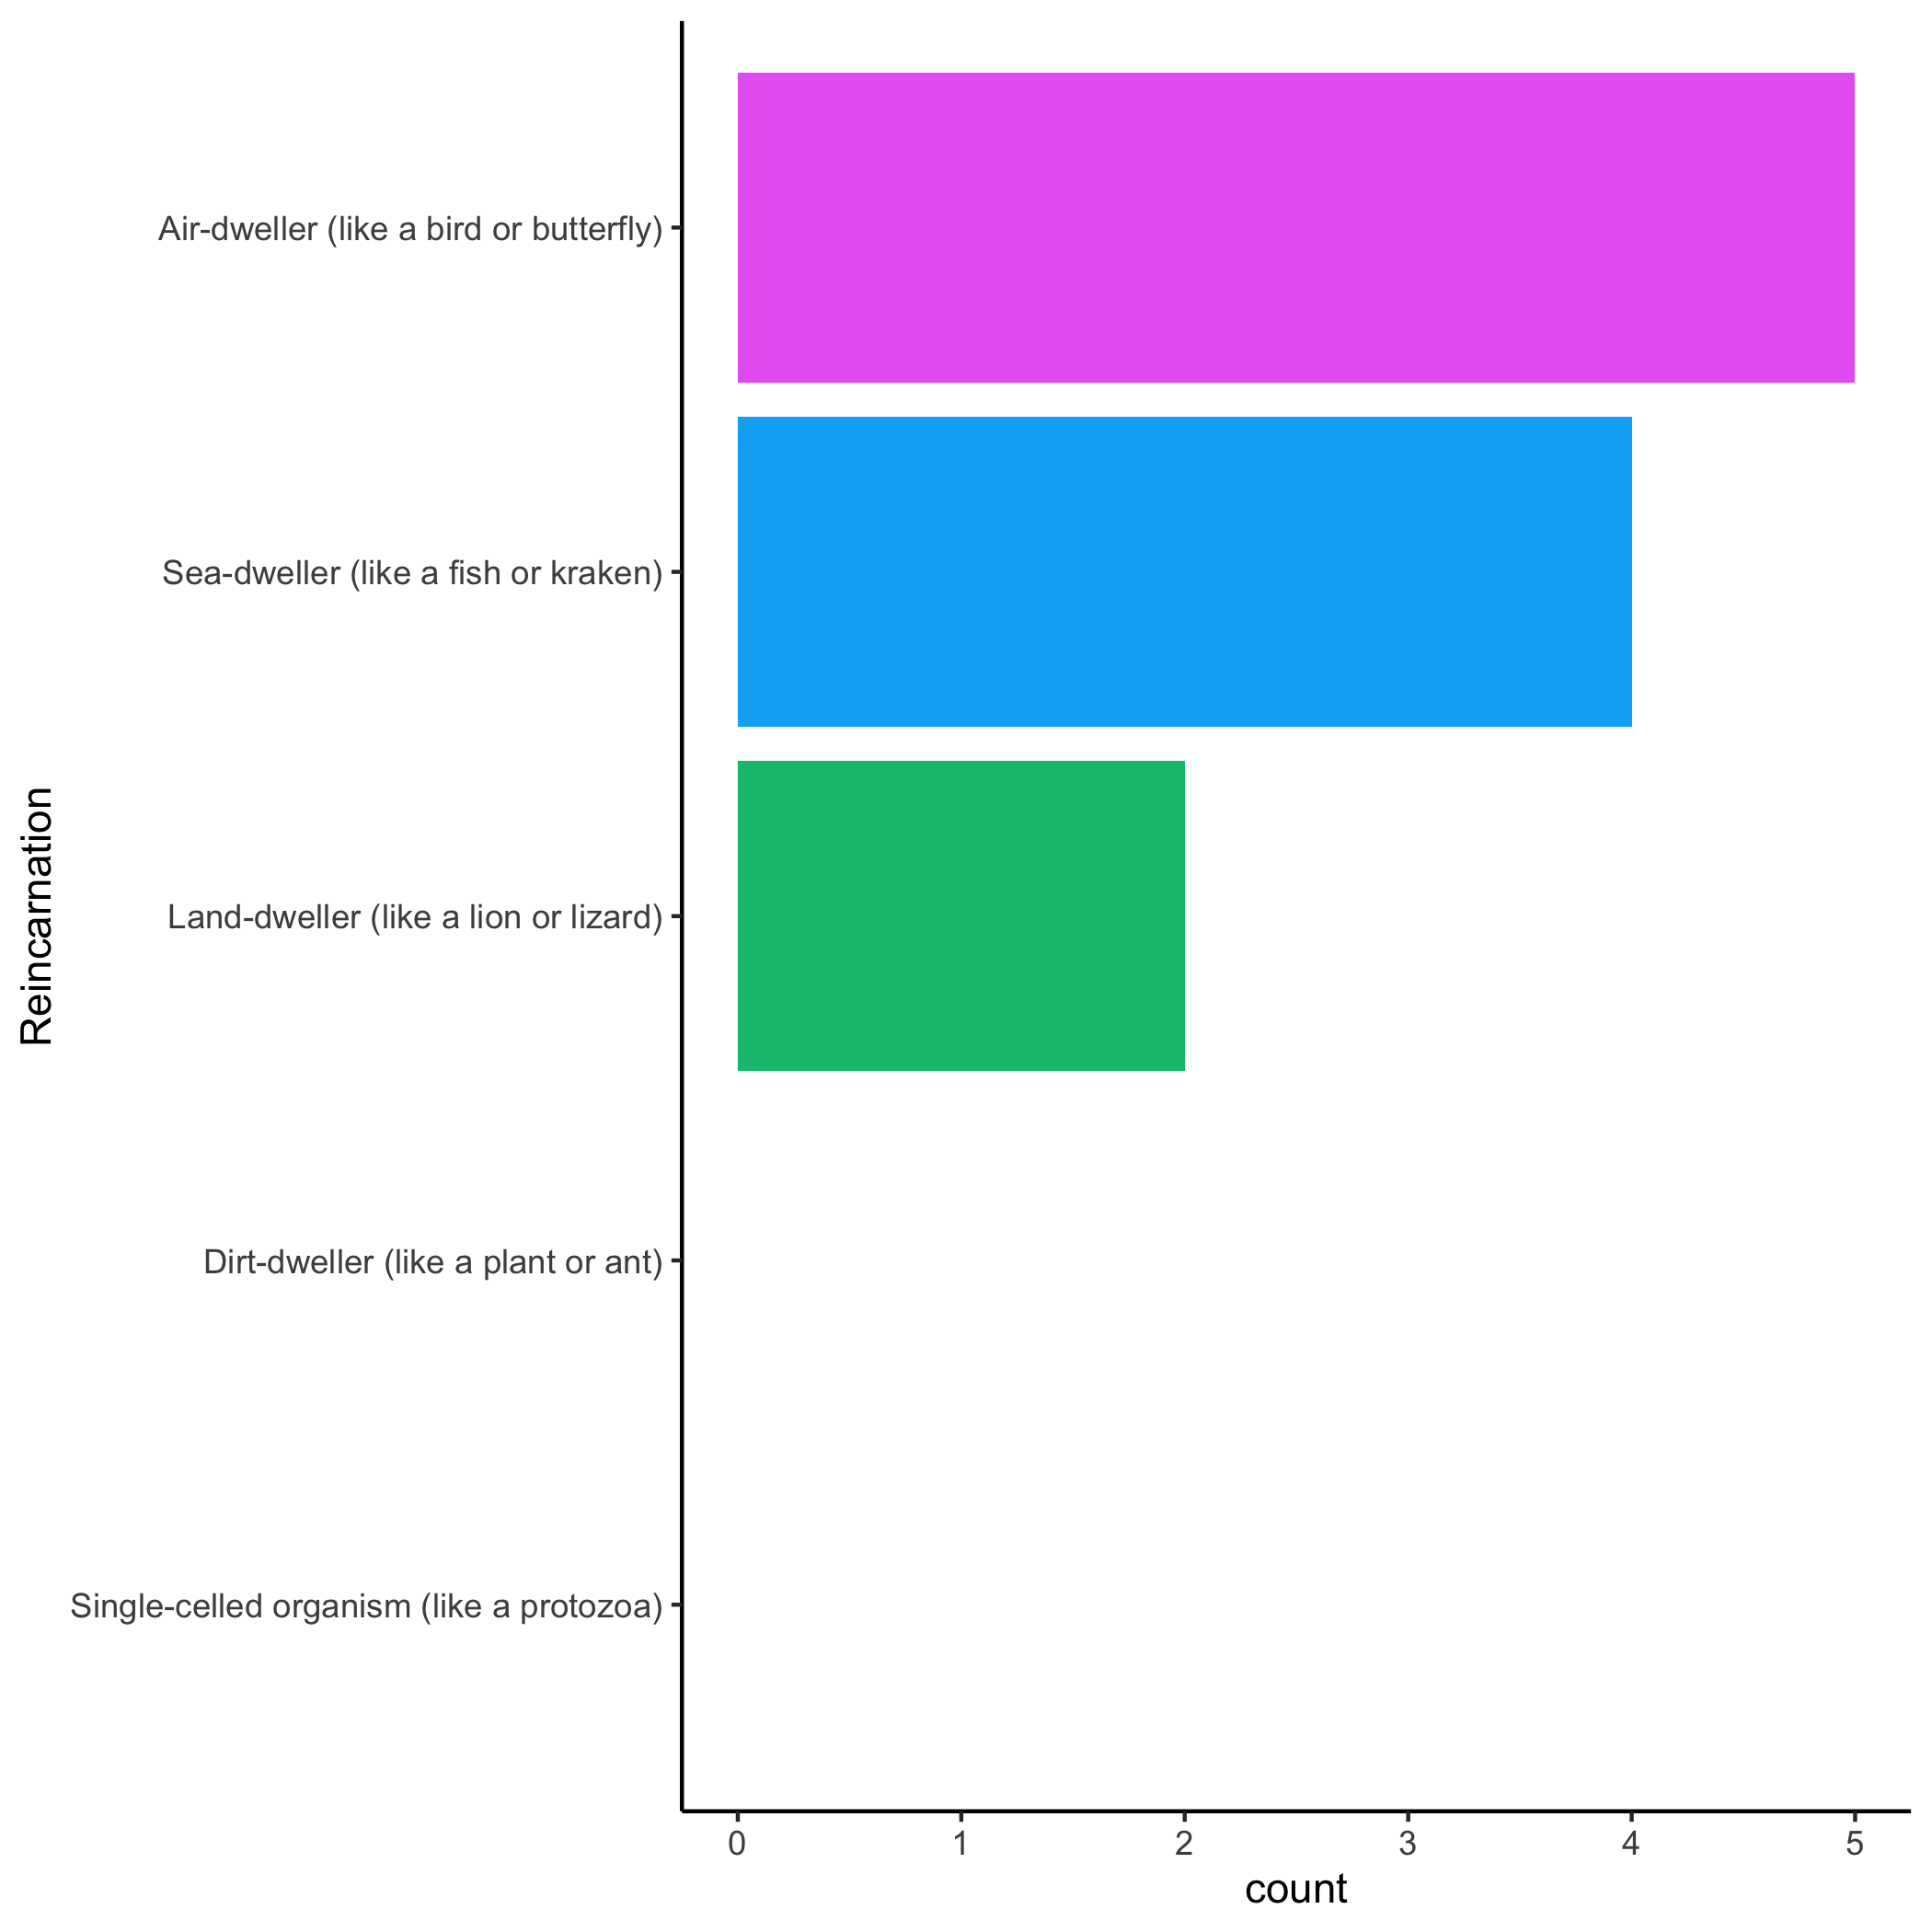 Air-dweller (like a bird or butterfly)
Sea-dweller (like a fish or kraken)
Land-dweller (like a lion or lizard)
Dirt-dweller (like a plant or ant)
Single-celled organism (like a protozoa)
Reincarnation
0 1 2 3 4 5
count